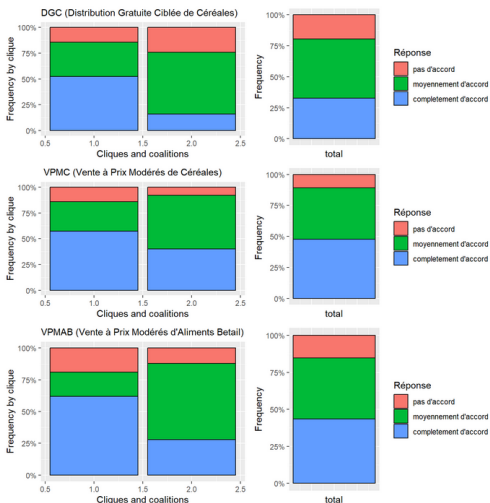 DGC (Distribution Gratuite Ciblée de Céréales)
Frequency by clique
100%
75%
50%
25%
0%
0.5 1.0 1.5 2.0 2.5
Cliques and coalitions
Frequency
100%
75%
50%
25%
0%
total
Réponse
pas d'accord
moyennement d'accord
completement d'accord
VPMC (Vente à Prix Modérés de Céréales)
Frequency by clique
100%
75%
50%
25%
0%
0.5 1.0 1.5 2.0 2.5
Cliques and coalitions
Frequency
100%
75%
50%
25%
0%
total
Réponse
pas d'accord
moyennement d'accord
completement d'accord
VPMAB (Vente à Prix Modérés d'Aliments Betail)
Frequency by clique
100%
75%
50%
25%
0%
0.5 1.0 1.5 2.0 2.5
Cliques and coalitions
Frequency
100%
75%
50%
25%
0%
total
Réponse
pas d'accord
moyennement d'accord
completement d'accord